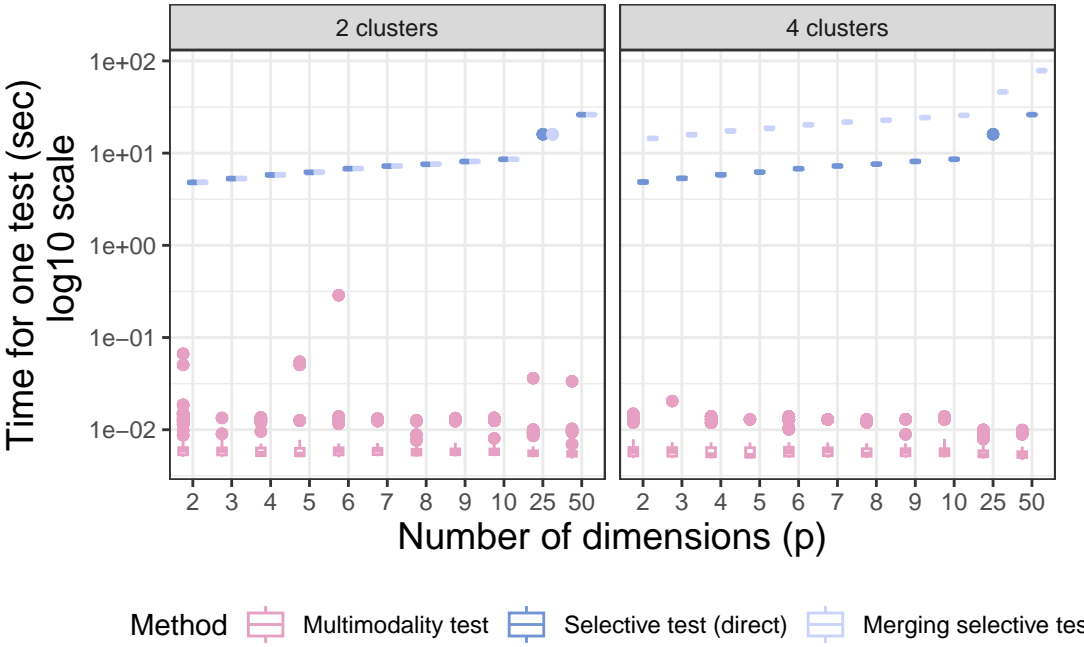 2 clusters 4 clusters
Time for one test (sec)
log10 scale
1e+02
1e+01
1e+00
1e−01
1e−02
2 3 4 5 6 7 8 9 10 25 50 2 3 4 5 6 7 8 9 10 25 50
Number of dimensions (p)
Method Multimodality test Selective test (direct) Merging selective tes